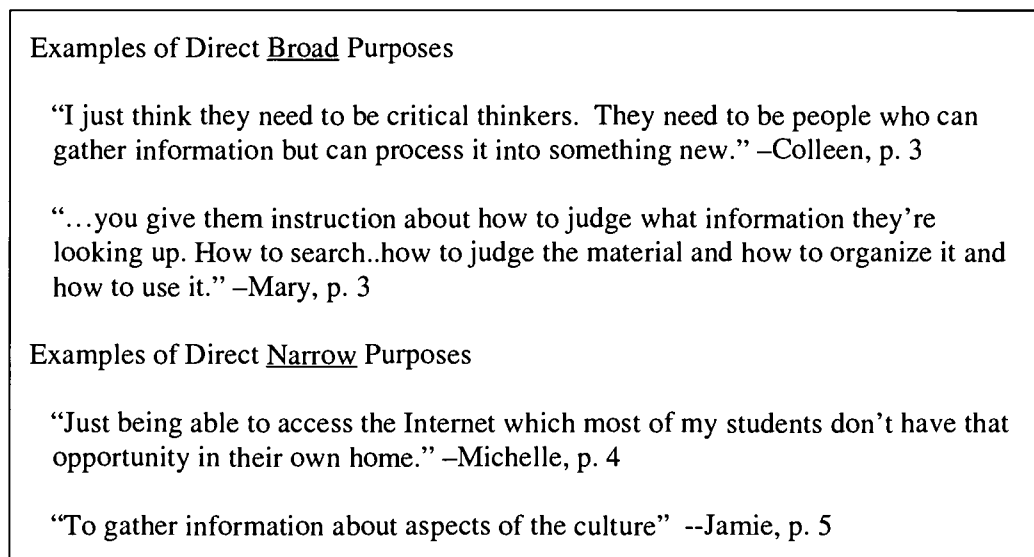 Examples of Direct Broad Purposes
“I just think they need to be critical thinkers.  They need to be people who can
gather information but can process it into something new.” –Colleen, p. 3
“…you give them instruction about how to judge what information they’re
looking up. How to search..how to judge the material and how to organize it and
how to use it.” –Mary, p. 3
Examples of Direct Narrow Purposes
“Just being able to access the Internet which most of my students don’t have that
opportunity in their own home.” –Michelle, p. 4
“To gather information about aspects of the culture”  --Jamie, p. 5